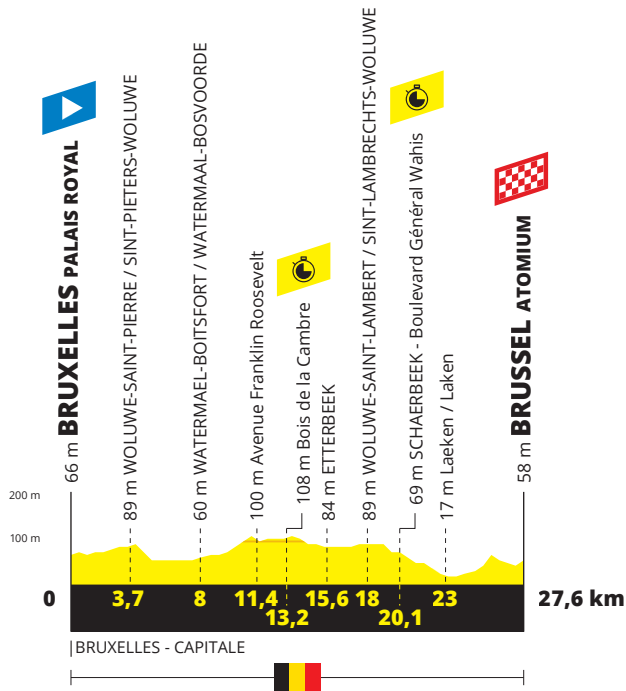 66 m BRUXELLES PALAIS ROYAL
89 m WOLUWE-SAINT-PIERRE / SINT-PIETERS-WOLUWE
60 m WATERMAEL-BOITSFORT / WATERMAAL-BOSVOORDE
100 m Avenue Franklin Roosevelt
108 m Bois de la Cambre
84 m ETTERBEEK
89 m WOLUWE-SAINT-LAMBERT / SINT-LAMBRECHTS-WOLUWE
69 m SCHAERBEEK - Boulevard Général Wahis
17 m Laeken / Laken
58 m BRUSSEL ATOMIUM
200 m
100 m
0 3,7 8 11,4 15,6 18 23 27,6 km
13,2 20,1
BRUXELLES - CAPITALE